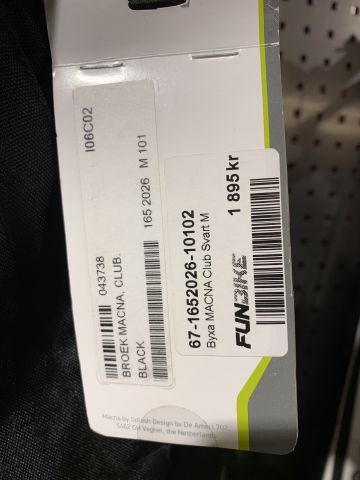 I06C02
043738
BROEK MACNA, CLUB.
BLACK 165 2026 M 101
67-1652026-10102
Byxa MACNA Club Svart M
1 895 kr
FUNBIKE
Macna by Splash Design bv De Amert 702
5462 GH Veghel, the Netherlands